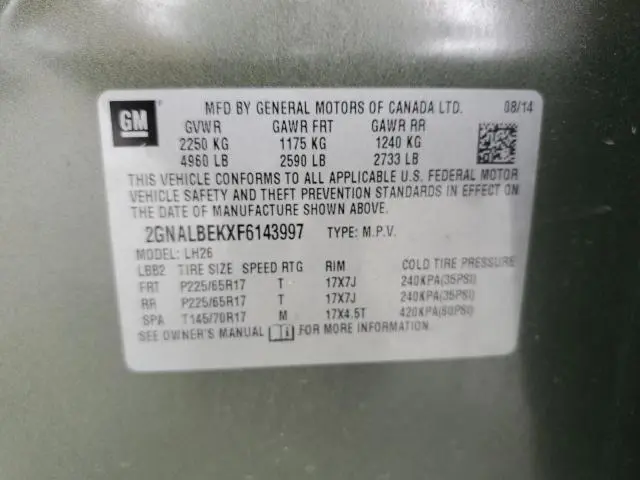 GM
MFD BY GENERAL MOTORS OF CANADA LTD. 08/14
GVWR GAWR FRT GAWR RR
2250 KG 1175 KG 1240 KG
4960 LB 2590 LB 2733 LB
THIS VEHICLE CONFORMS TO ALL APPLICABLE U.S. FEDERAL MOTOR
VEHICLE SAFETY AND THEFT PREVENTION STANDARDS IN EFFECT ON
THE DATE OF MANUFACTURE SHOWN ABOVE.
2GNALBEKXF6143997 TYPE: M.P.V.
MODEL: LH26
LBB2 TIRE SIZE SPEED RTG RIM COLD TIRE PRESSURE
FRT P225/65R17 T 17X7J 240KPA(35PSI)
RR P225/65R17 T 17X7J 240KPA(35PSI)
SPA T145/70R17 M 17X4.5T 420KPA(60PSI)
SEE OWNER'S MANUAL FOR MORE INFORMATION.